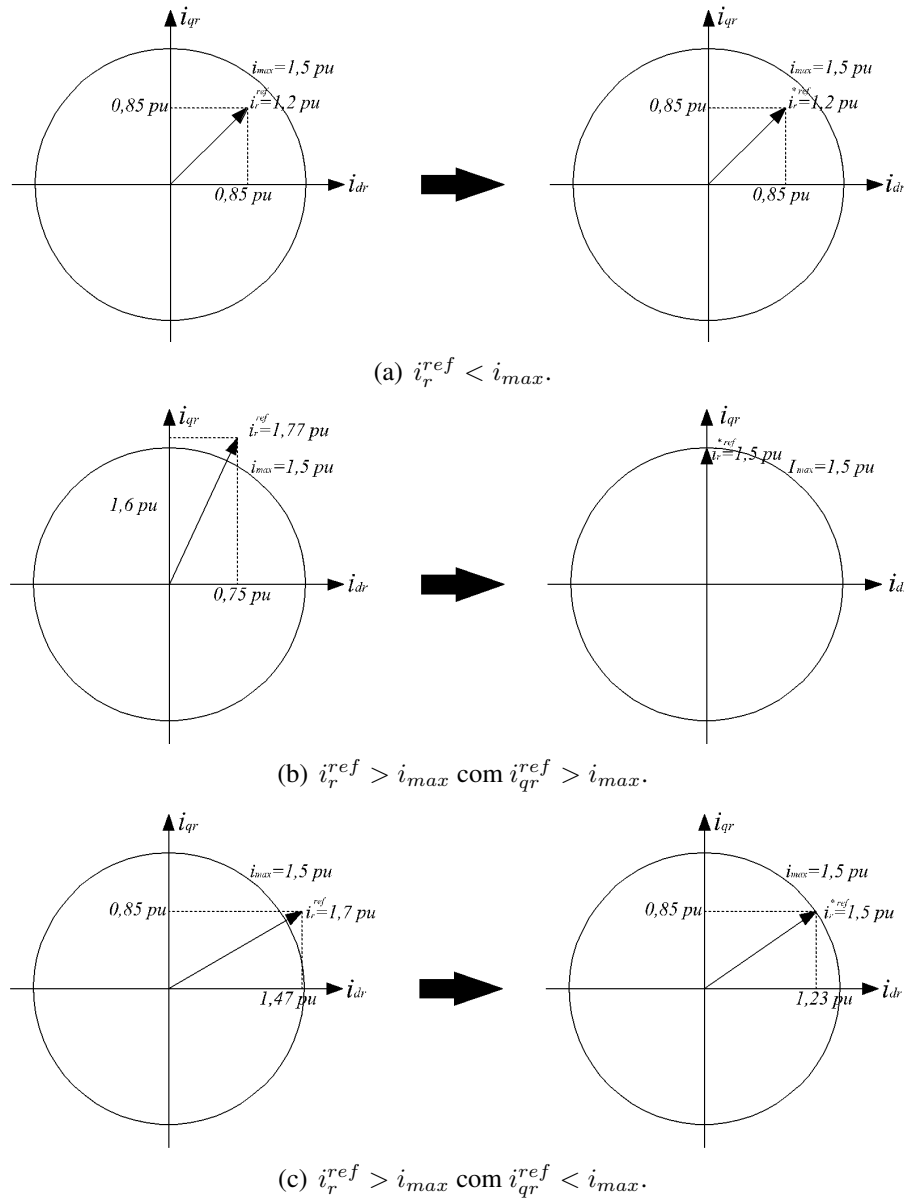 i_qr
i_max=1,5 pu
0,85 pu
i_r^ref=1,2 pu
i_dr
0,85 pu
i_qr
i_max=1,5 pu
0,85 pu
i_r^*ref=1,2 pu
i_dr
0,85 pu
(a) i_r^ref < i_max.
i_qr
i_r^ref=1,77 pu
i_max=1,5 pu
1,6 pu
i_dr
0,75 pu
i_qr
i_r^*ref=1,5 pu
I_max=1,5 pu
i_d
(b) i_r^ref > i_max com i_qr^ref > i_max.
i_qr
i_max=1,5 pu
0,85 pu
i_r^ref=1,7 pu
1,47 pu
i_dr
i_qr
i_max=1,5 pu
0,85 pu
i_r^*ref=1,5 pu
1,23 pu
i_dr
(c) i_r^ref > i_max com i_qr^ref < i_max.